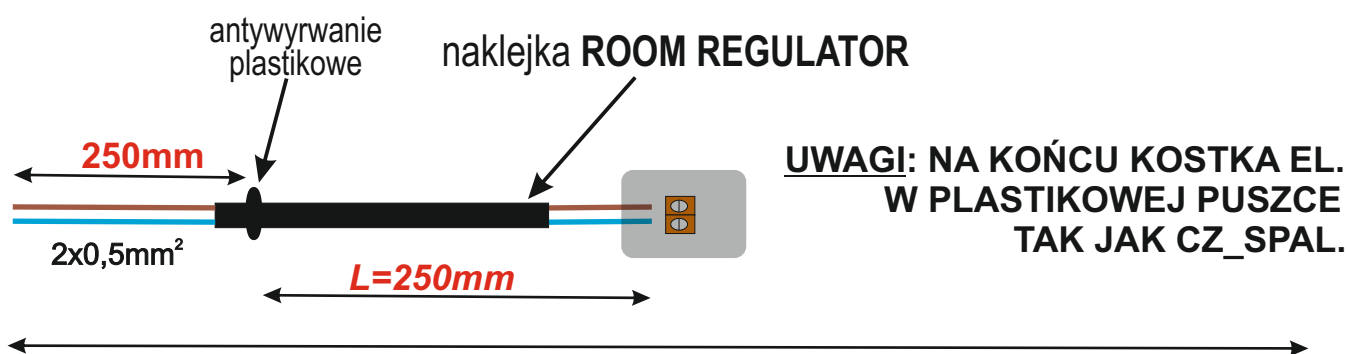 antywyrwanie
plastikowe
naklejka ROOM REGULATOR
250mm
UWAGI: NA KOŃCU KOSTKA EL.
W PLASTIKOWEJ PUSZCE
TAK JAK CZ_SPAL.
2x0,5mm²
L=250mm